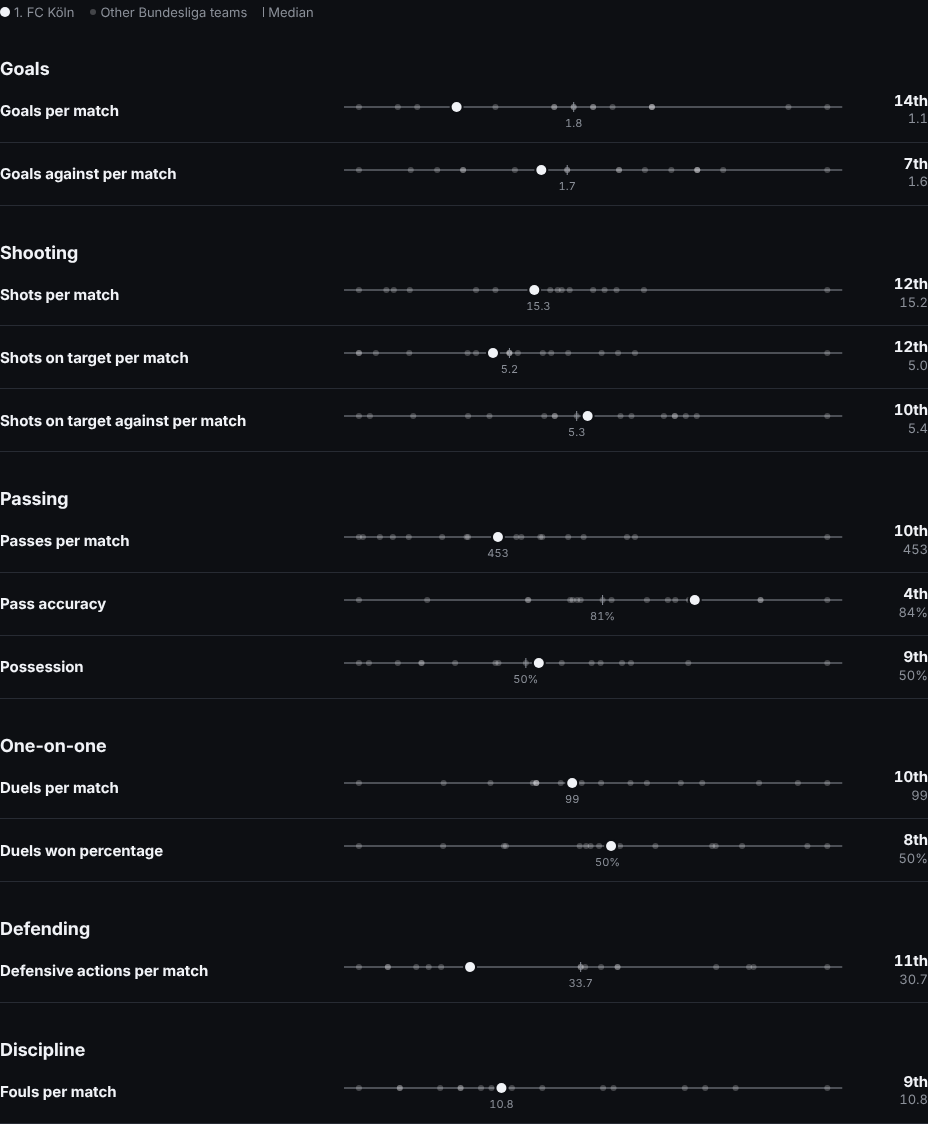 1. FC Köln Other Bundesliga teams Median
Goals
Goals per match 14th
1.1
1.8
Goals against per match 7th
1.6
1.7
Shooting
Shots per match 12th
15.2
15.3
Shots on target per match 12th
5.0
5.2
Shots on target against per match 10th
5.4
5.3
Passing
Passes per match 10th
453
453
Pass accuracy 4th
84%
81%
Possession 9th
50%
50%
One-on-one
Duels per match 10th
99
99
Duels won percentage 8th
50%
50%
Defending
Defensive actions per match 11th
30.7
33.7
Discipline
Fouls per match 9th
10.8
10.8